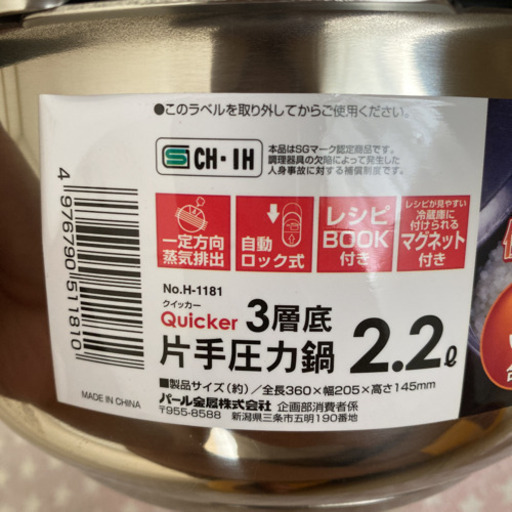 ●このラベルを取り外してからご使用ください。
S CH・IH
本品はSGマーク認定商品です。
調理器具の欠陥によって発生した
人身事故に対する補償制度です。
一定方向
蒸気排出
自動
ロック式
レシピ
BOOK
付き
レシピが見やすい
冷蔵庫に
付けられる
マグネット
付き
No.H-1181
クイッカー
Quicker 3層底
片手圧力鍋 2.2ℓ
■製品サイズ(約)/全長360×幅205×高さ145mm
パール金属株式会社 企画部消費者係
〒955-8588 新潟県三条市五明190番地
4 976790 511810
MADE IN CHINA